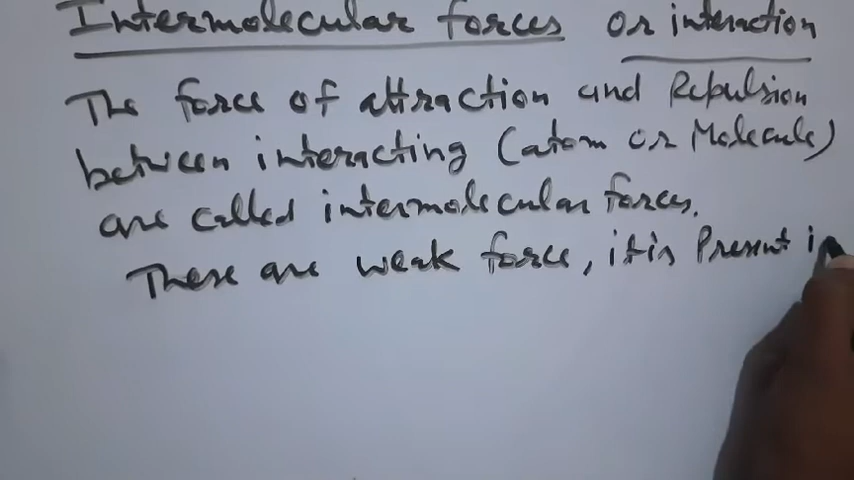 Intermolecular forces or interaction
The force of attraction and Repulsion
between interacting (atom or Molecule)
are called intermolecular forces.
These are weak force, it is Present i